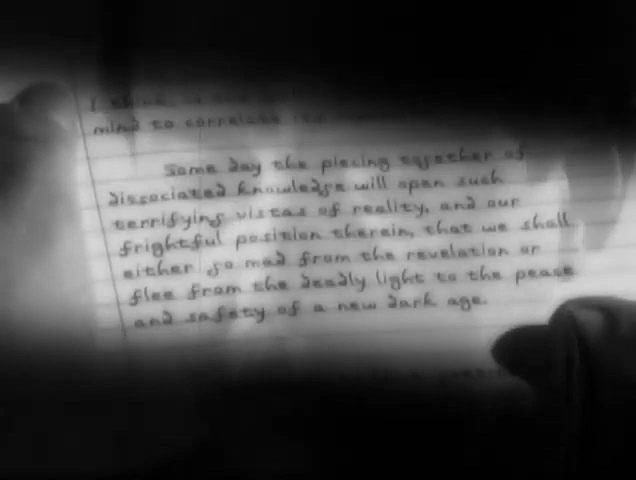 I
mind to correlate its
Some day the piecing together of
dissociated knowledge will open such
terrifying vistas of reality, and our
frightful position therein, that we shall
either go mad from the revelation or
flee from the deadly light to the peace
and safety of a new dark age.